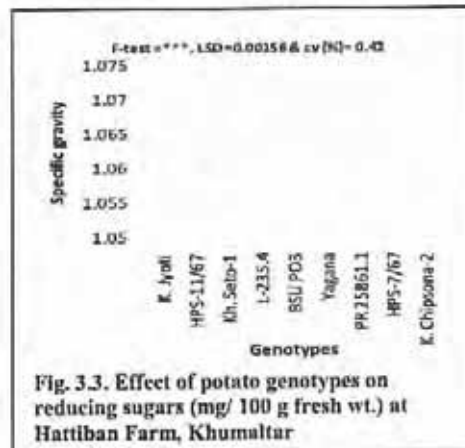 F-test = ***, LSD=0.00156 & cv (%)= 0.42
1.075
1.07
1.065
1.06
1.055
1.05
Specific gravity
K. Jyoti
HPS-11/67
Kh. Seto-1
L-235.4
BSU PO3
Yagana
PR 25861.1
HPS-7/67
K. Chipsona-2
Genotypes
Fig. 3.3. Effect of potato genotypes on
reducing sugars (mg/ 100 g fresh wt.) at
Hattiban Farm, Khumaltar